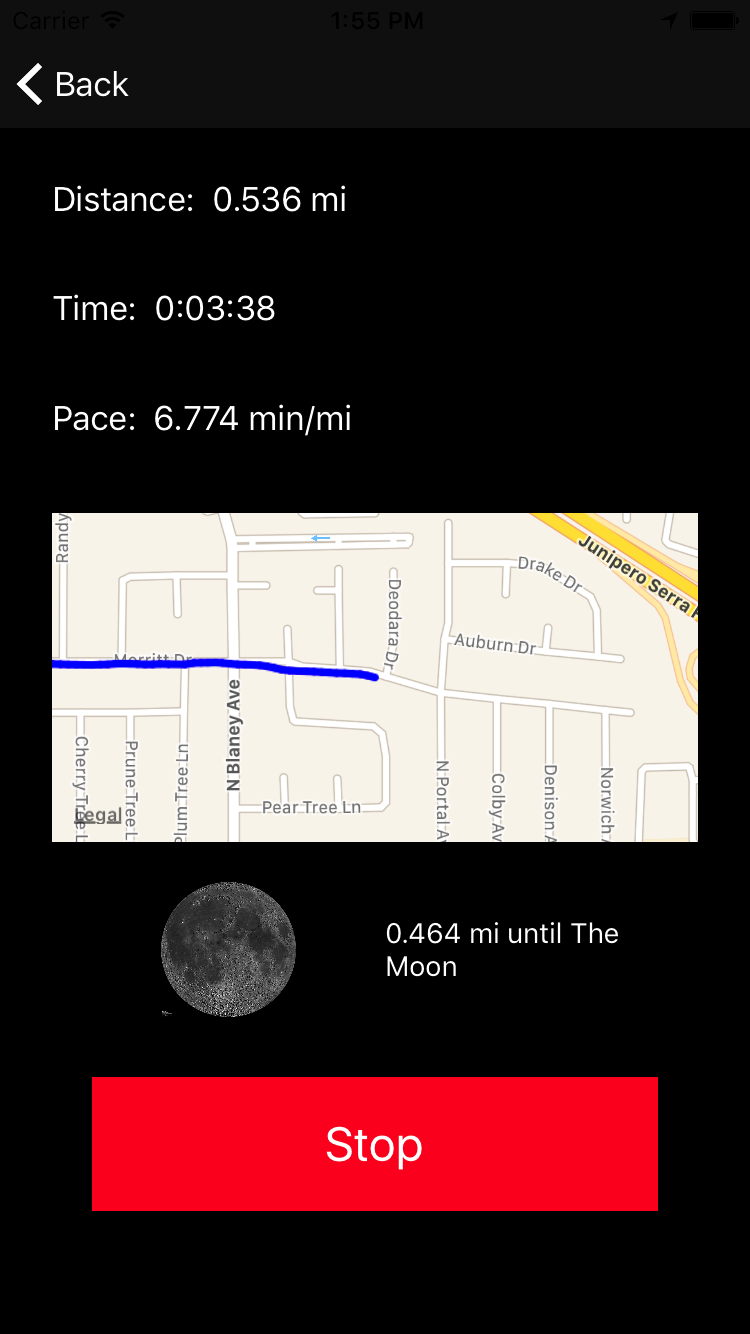 Carrier 1:55 PM
Back
Distance: 0.536 mi
Time: 0:03:38
Pace: 6.774 min/mi
Randy
Junipero Serra
Drake Dr
Deodara Dr
Auburn Dr
Merritt Dr
N Blaney Ave
Cherry Tree L
Prune Tree L
Plum Tree Ln
Pear Tree Ln
N Portal Av
Colby Av
Denison A
Norwich
Legal
0.464 mi until The
Moon
Stop